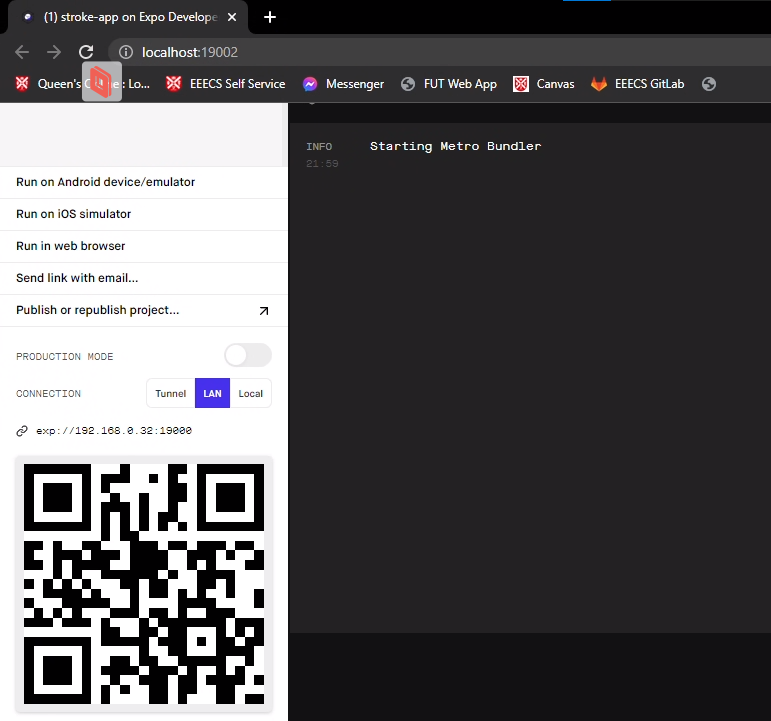 (1) stroke-app on Expo Develope
localhost:19002
Queen's O e : Lo... EEECS Self Service Messenger FUT Web App Canvas EEECS GitLab
INFO Starting Metro Bundler
21:59
Run on Android device/emulator
Run on iOS simulator
Run in web browser
Send link with email...
Publish or republish project...
PRODUCTION MODE
CONNECTION Tunnel LAN Local
exp://192.168.0.32:19000